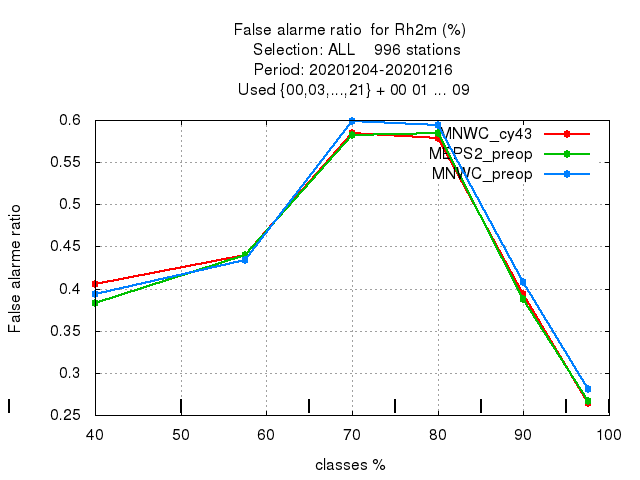 False alarme ratio for Rh2m (%)
Selection: ALL 996 stations
Period: 20201204-20201216
Used {00,03,...,21} + 00 01 ... 09
0.6
0.55
0.5
0.45
0.4
0.35
0.3
0.25
False alarme ratio
MNWC_cy43
MEPS2_preop
MNWC_preop
40 50 60 70 80 90 100
classes %